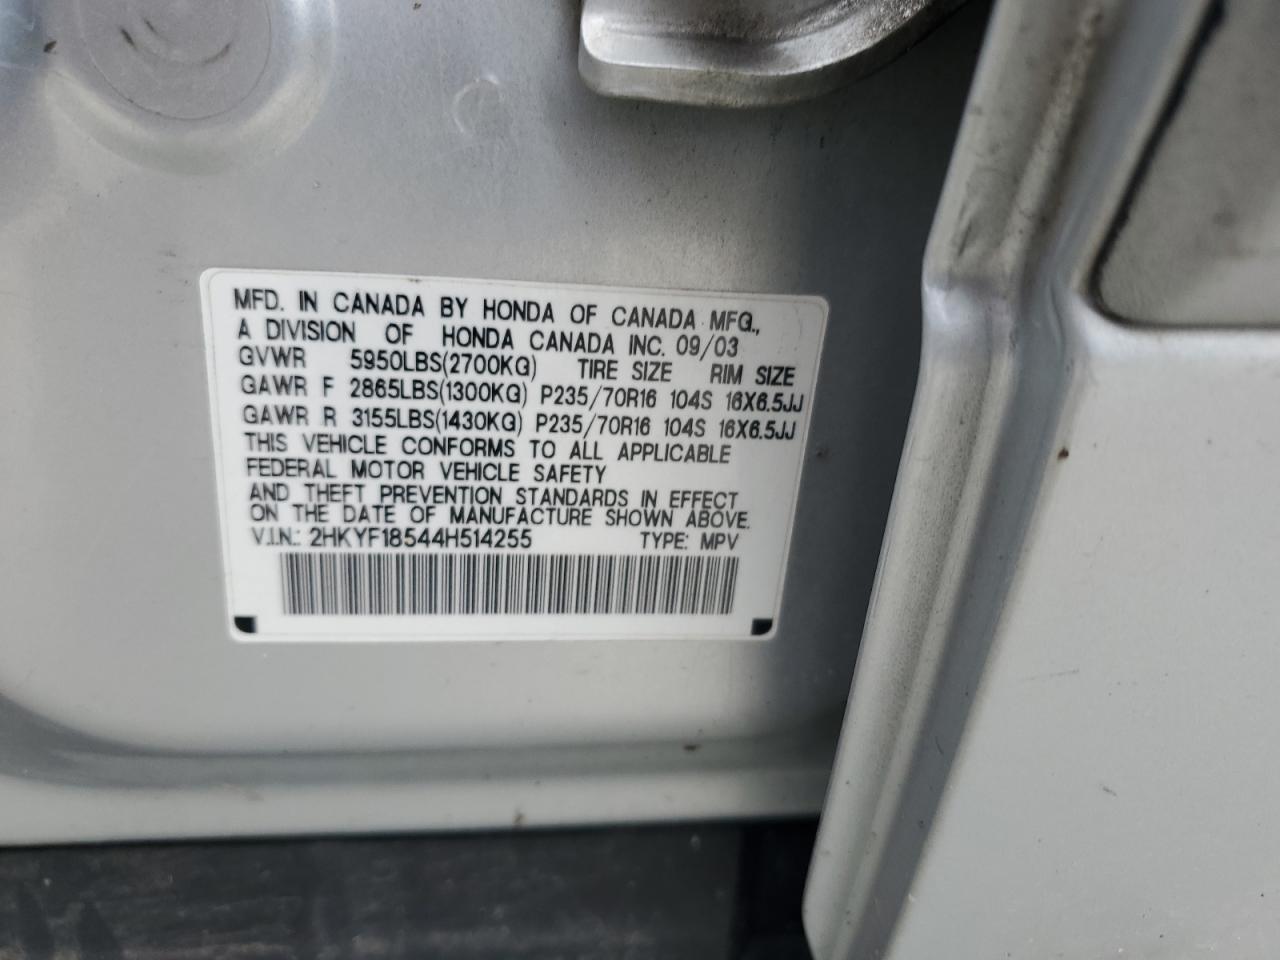 MFD. IN CANADA BY HONDA OF CANADA MFG.,
A DIVISION OF HONDA CANADA INC. 09/03
GVWR 5950LBS(2700KG) TIRE SIZE RIM SIZE
GAWR F 2865LBS(1300KG) P235/70R16 104S 16X6.5JJ
GAWR R 3155LBS(1430KG) P235/70R16 104S 16X6.5JJ
THIS VEHICLE CONFORMS TO ALL APPLICABLE
FEDERAL MOTOR VEHICLE SAFETY
AND THEFT PREVENTION STANDARDS IN EFFECT
ON THE DATE OF MANUFACTURE SHOWN ABOVE.
V.I.N.: 2HKYF18544H514255 TYPE: MPV